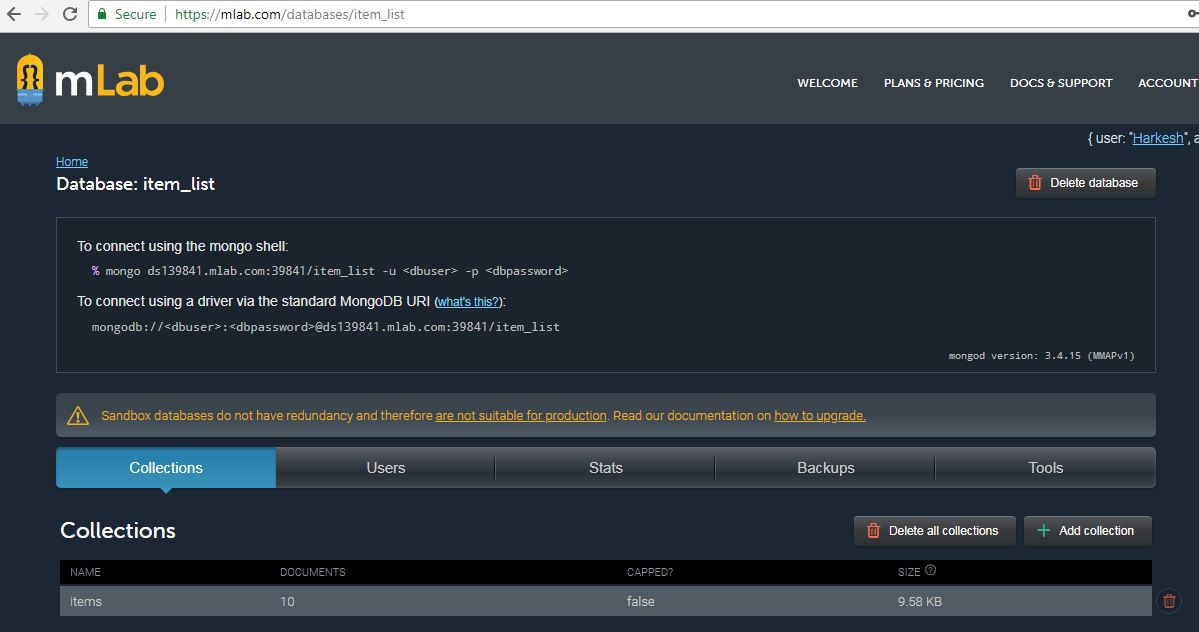 Secure https://mlab.com/databases/item_list
mLab
WELCOME PLANS & PRICING DOCS & SUPPORT ACCOUNT
{ user: "Harkesh", a
Home
Database: item_list
Delete database
To connect using the mongo shell:
% mongo ds139841.mlab.com:39841/item_list -u <dbuser> -p <dbpassword>
To connect using a driver via the standard MongoDB URI (what's this?):
mongodb://<dbuser>:<dbpassword>@ds139841.mlab.com:39841/item_list
mongod version: 3.4.15 (MMAPv1)
Sandbox databases do not have redundancy and therefore are not suitable for production. Read our documentation on how to upgrade.
Collections Users Stats Backups Tools
Collections
Delete all collections Add collection
NAME DOCUMENTS CAPPED? SIZE ?
items 10 false 9.58 KB